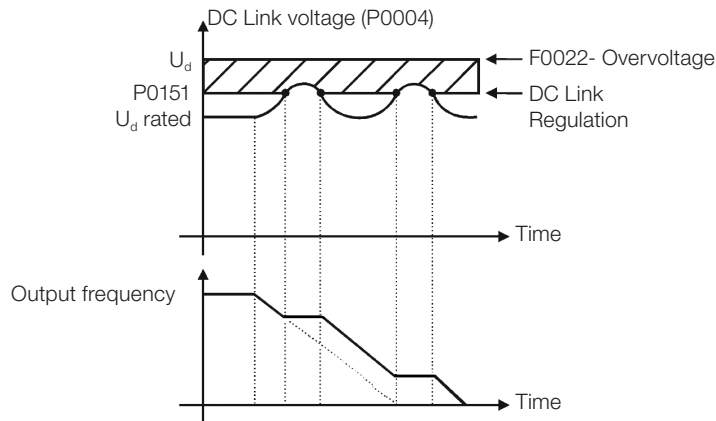 DC Link voltage (P0004)
Ud
F0022- Overvoltage
P0151
DC Link
Regulation
Ud rated
Time
Output frequency
Time